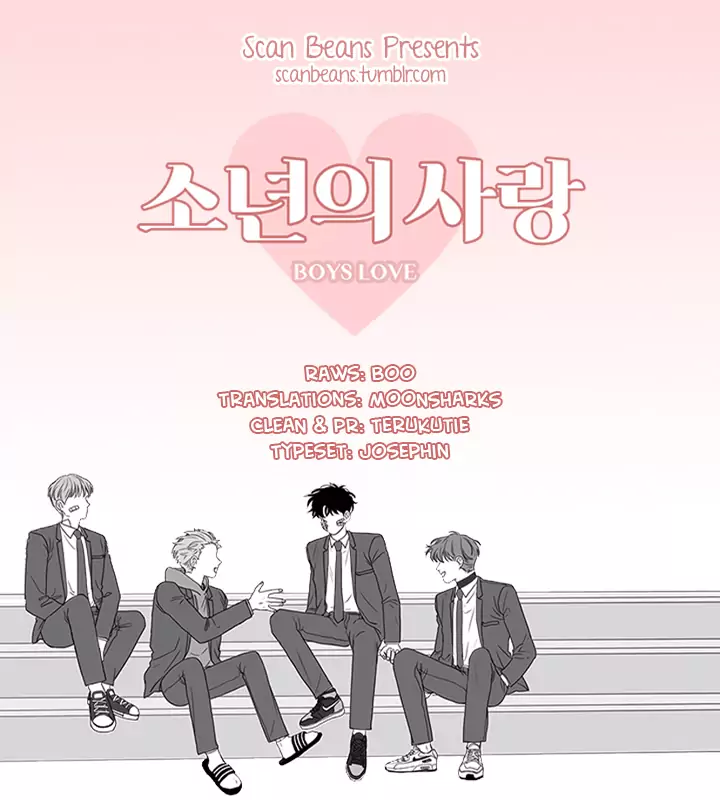 Scan Beans Presents
scanbeans.tumblr.com
소년의 사랑
BOYS LOVE
RAWS: BOO
TRANSLATIONS: MOONSHARKS
CLEAN & PR: TERUKUTIE
TYPESET: JOSEPHIN